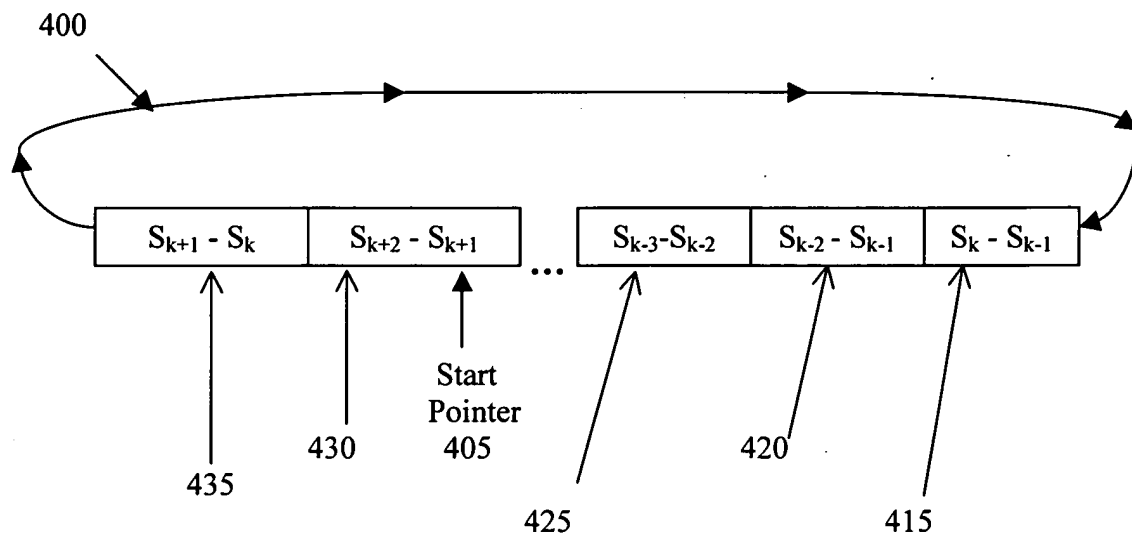 400
S_{k+1} - S_k
S_{k+2} - S_{k+1}
...
S_{k-3}-S_{k-2}
S_{k-2} - S_{k-1}
S_k - S_{k-1}
Start
Pointer
430
405
420
435
425
415